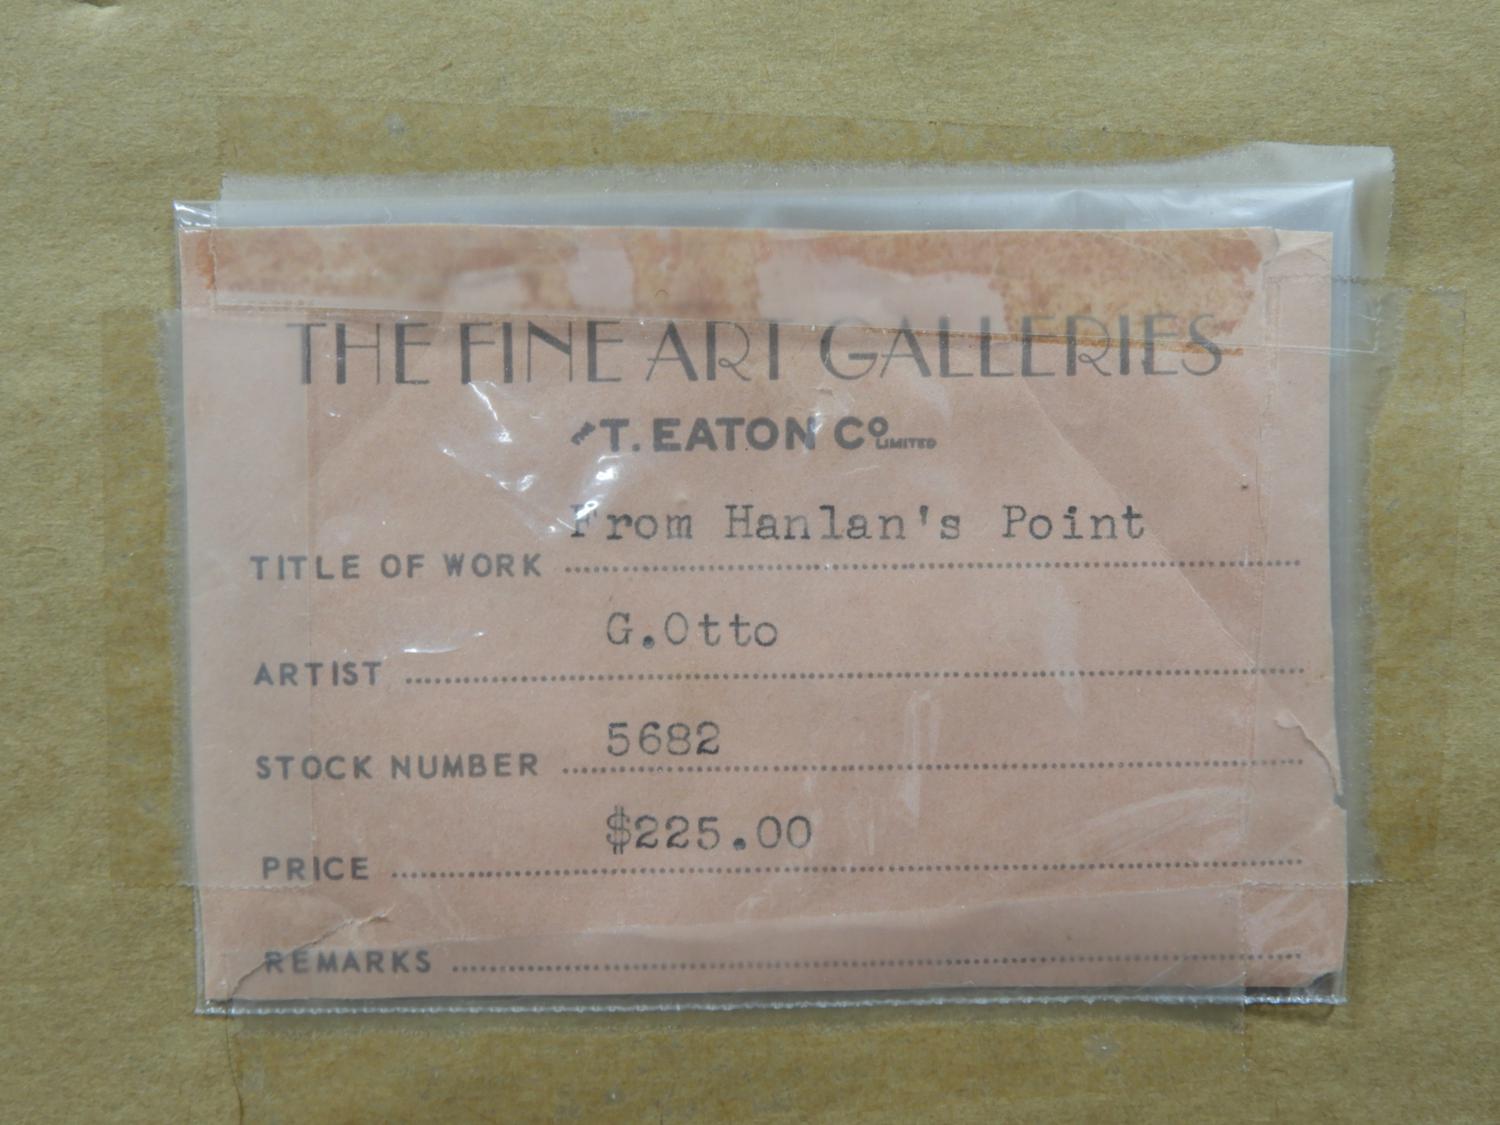 THE FINE ART GALLERIES
T. EATON Co LIMITED
From Hanlan's Point
TITLE OF WORK
G.Otto
ARTIST
5682
STOCK NUMBER
$225.00
PRICE
REMARKS